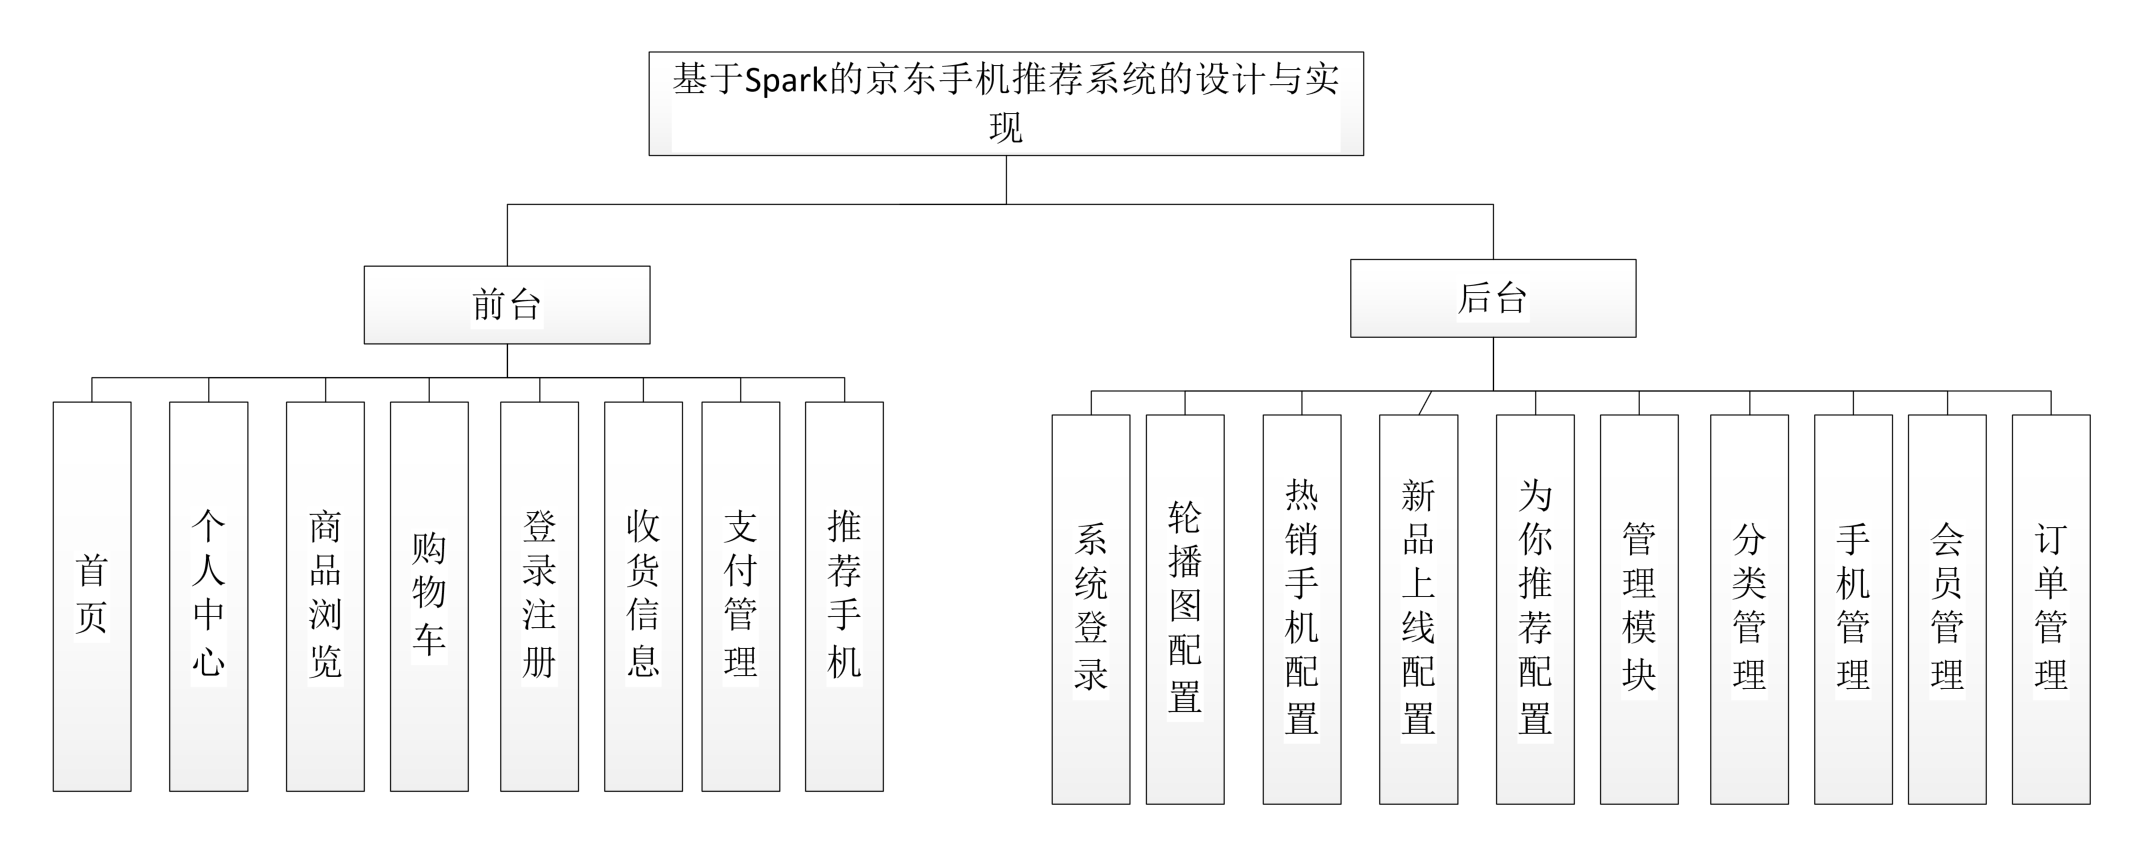 基于Spark的京东手机推荐系统的设计与实
现
前台
后台
首页
个人中心
商品浏览
购物车
登录注册
收货信息
支付管理
推荐手机
系统登录
轮播图配置
热销手机配置
新品上线配置
为你推荐配置
管理模块
分类管理
手机管理
会员管理
订单管理